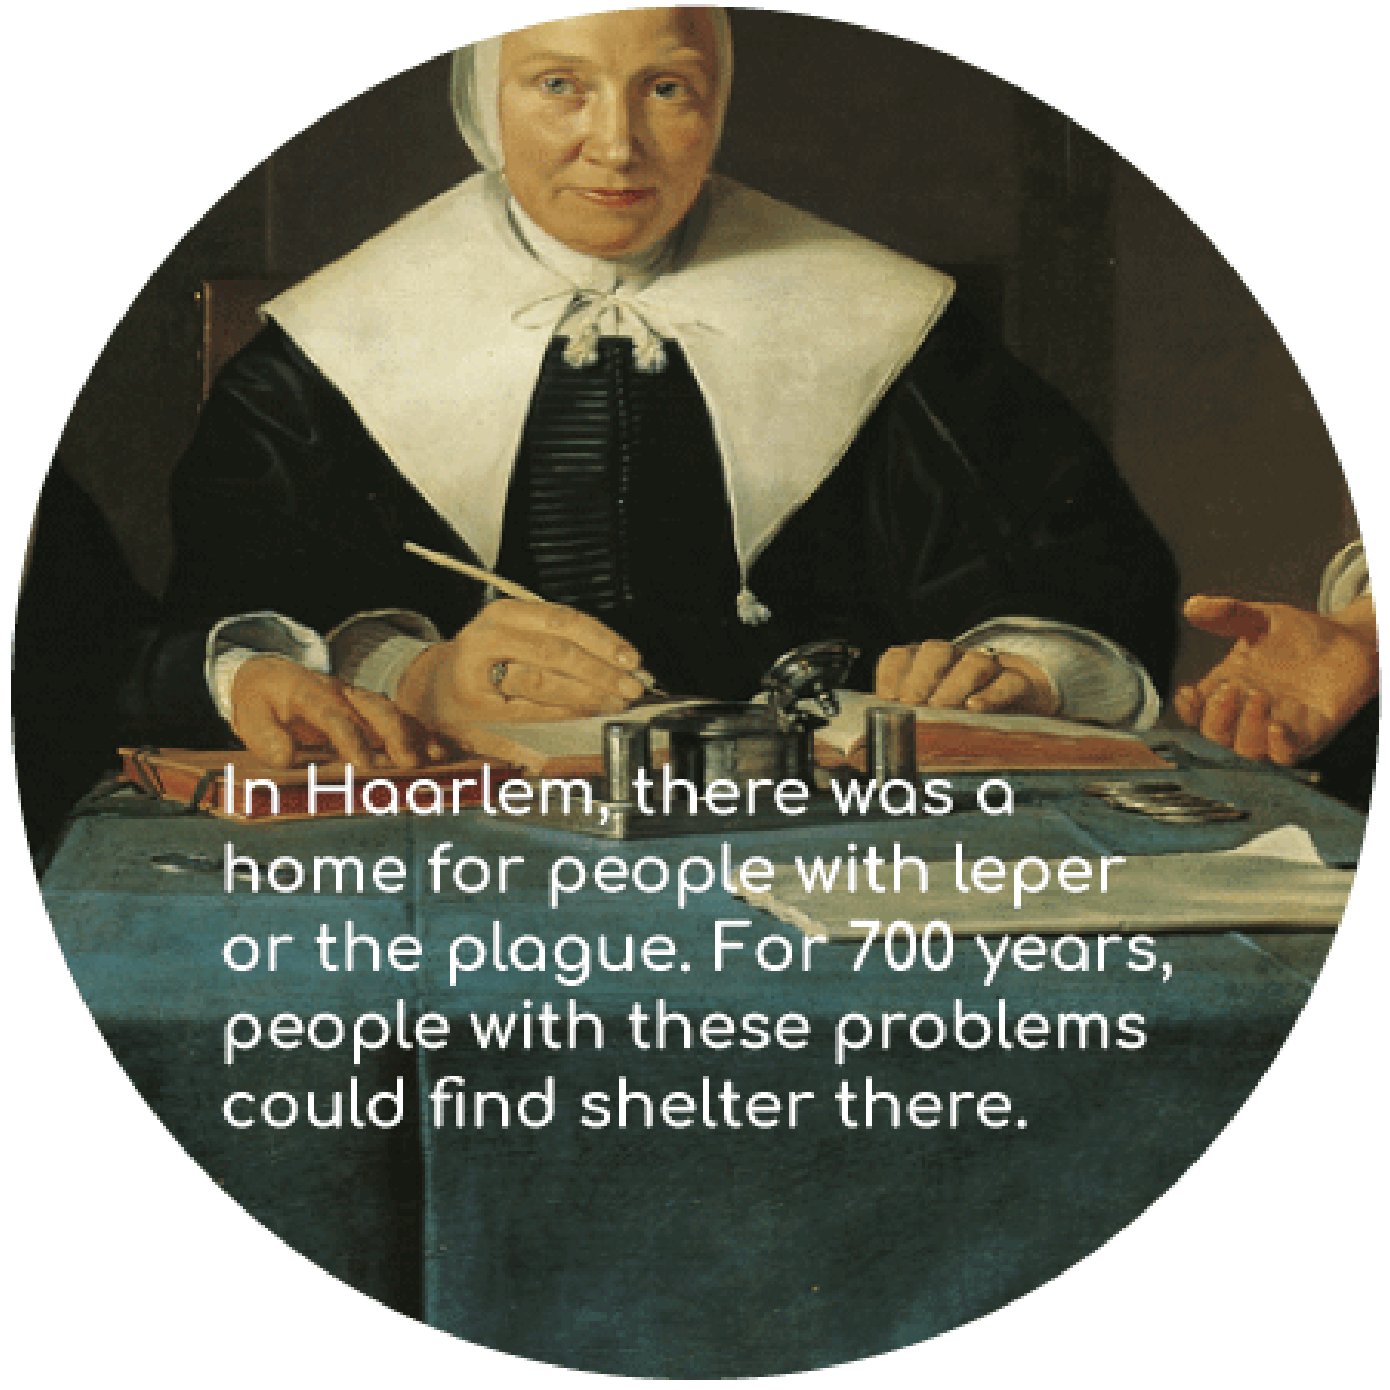 In Haarlem, there was a
home for people with leper
or the plague. For 700 years,
people with these problems
could find shelter there.